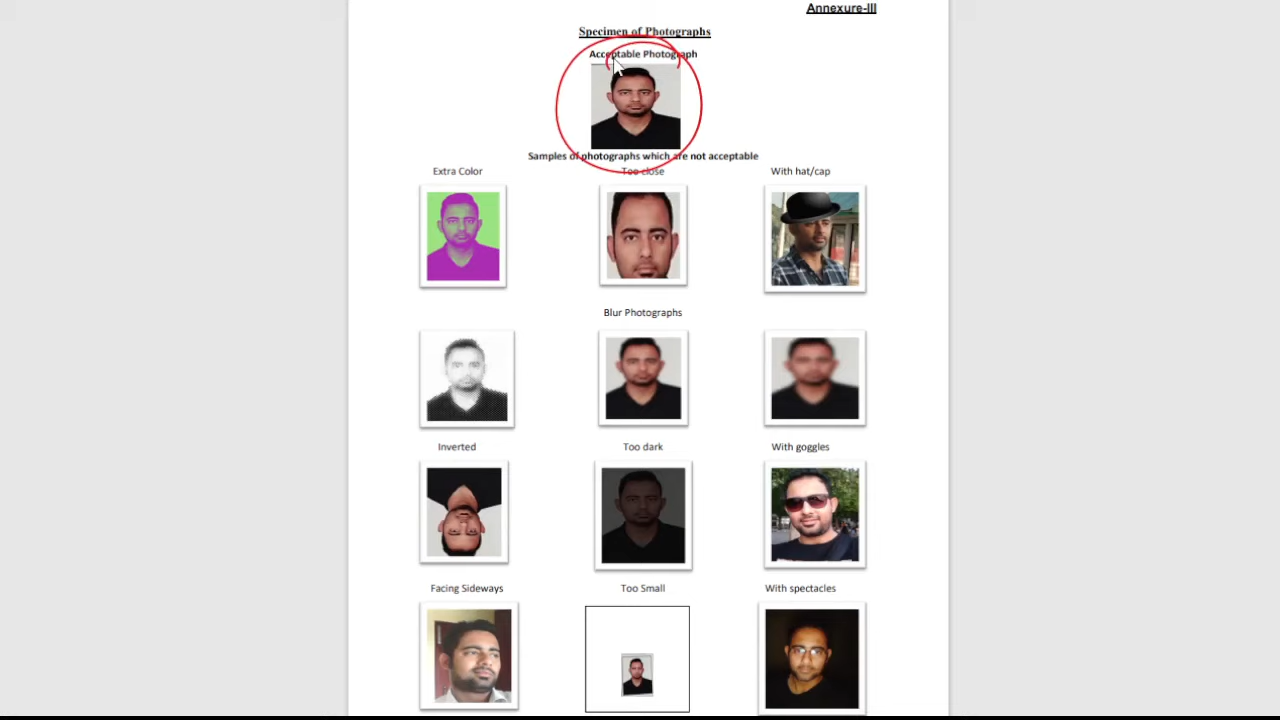 Annexure-III
Specimen of Photographs
Acceptable Photograph
Samples of photographs which are not acceptable
Extra Color
Too close
With hat/cap
Blur Photographs
Inverted
Too dark
With goggles
Facing Sideways
Too Small
With spectacles